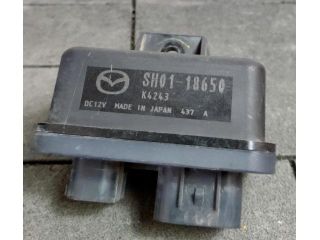 SH01-18650
K4243
DC12V MADE IN JAPAN 437 A